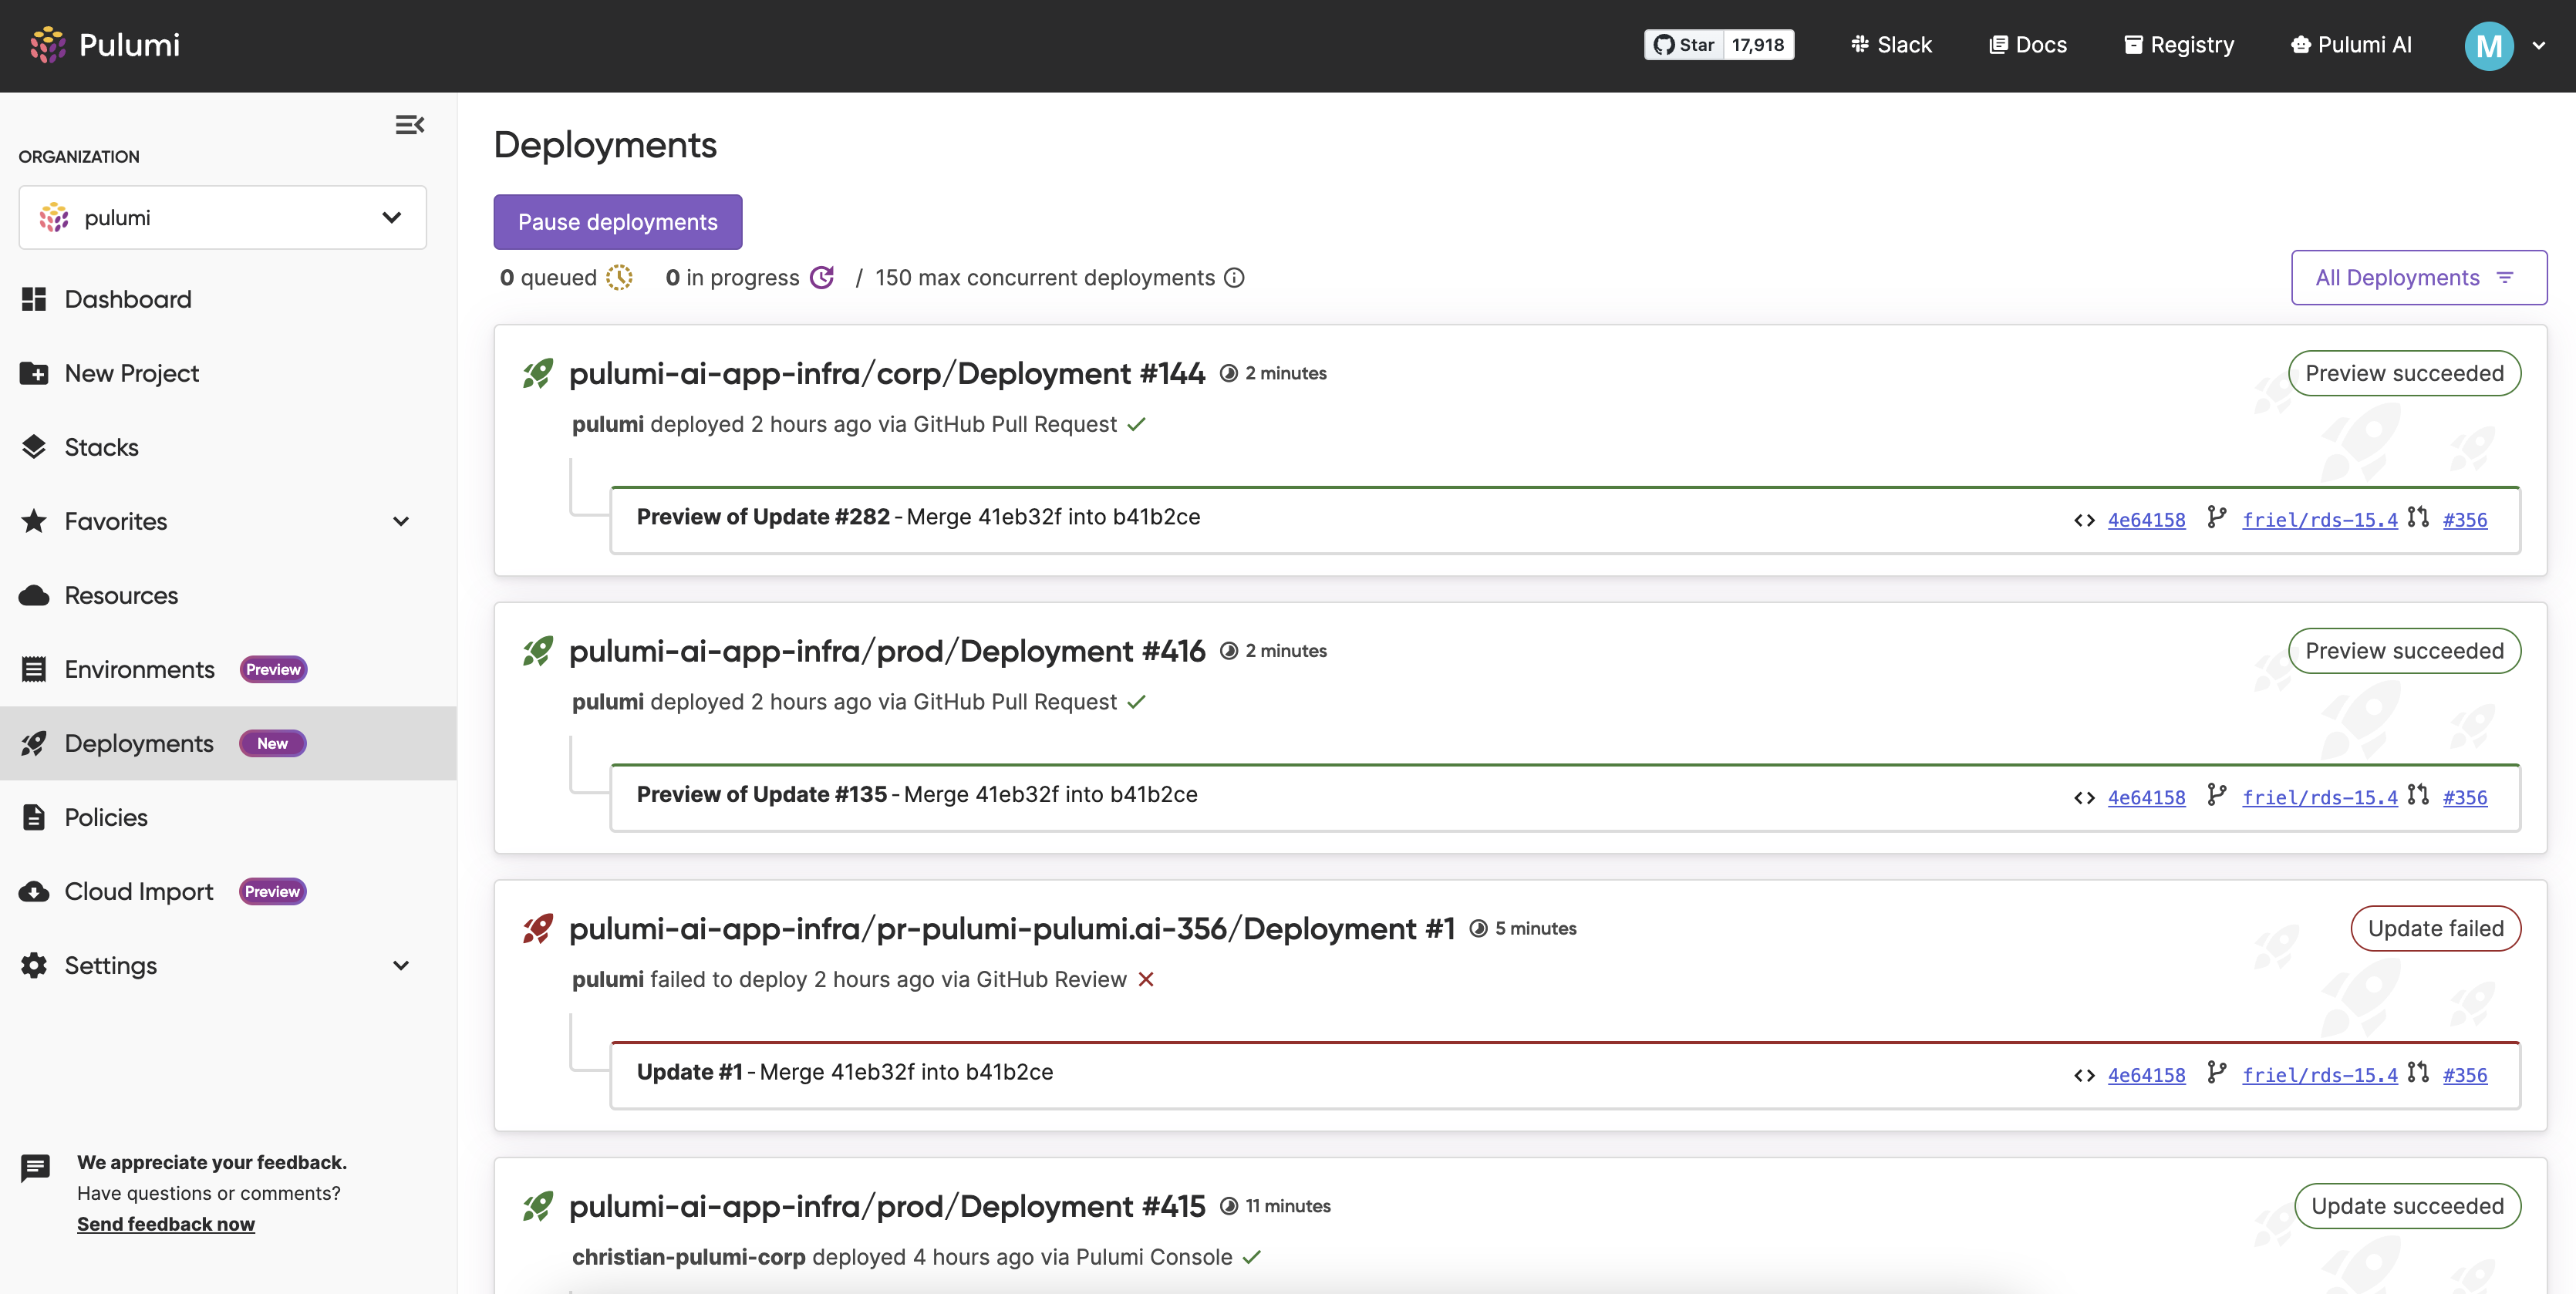 Pulumi
Star 17,918
Slack
Docs
Registry
Pulumi AI
M
ORGANIZATION
pulumi
Dashboard
New Project
Stacks
Favorites
Resources
Environments Preview
Deployments New
Policies
Cloud Import Preview
Settings
We appreciate your feedback.
Have questions or comments?
Send feedback now
Deployments
Pause deployments
0 queued 0 in progress / 150 max concurrent deployments
All Deployments
pulumi-ai-app-infra/corp/Deployment #144 2 minutes
Preview succeeded
pulumi deployed 2 hours ago via GitHub Pull Request
Preview of Update #282 - Merge 41eb32f into b41b2ce
4e64158 friel/rds-15.4 #356
pulumi-ai-app-infra/prod/Deployment #416 2 minutes
Preview succeeded
pulumi deployed 2 hours ago via GitHub Pull Request
Preview of Update #135 - Merge 41eb32f into b41b2ce
4e64158 friel/rds-15.4 #356
pulumi-ai-app-infra/pr-pulumi-pulumi.ai-356/Deployment #1 5 minutes
Update failed
pulumi failed to deploy 2 hours ago via GitHub Review
Update #1 - Merge 41eb32f into b41b2ce
4e64158 friel/rds-15.4 #356
pulumi-ai-app-infra/prod/Deployment #415 11 minutes
Update succeeded
christian-pulumi-corp deployed 4 hours ago via Pulumi Console